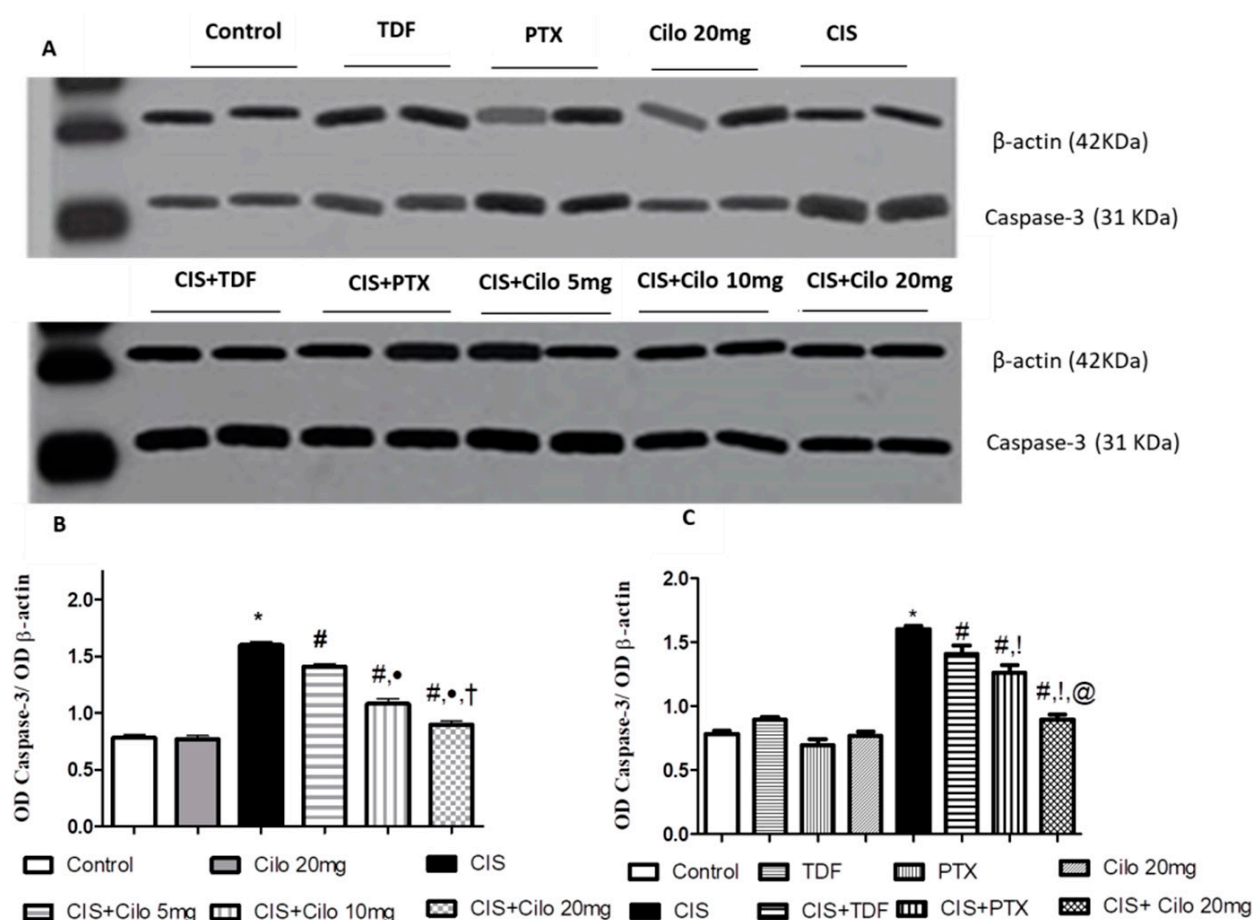 A
Control TDF PTX Cilo 20mg CIS
β-actin (42KDa)
Caspase-3 (31 KDa)
CIS+TDF CIS+PTX CIS+Cilo 5mg CIS+Cilo 10mg CIS+Cilo 20mg
β-actin (42KDa)
Caspase-3 (31 KDa)
B
OD Caspase-3/ OD β-actin
2.0
1.5
1.0
0.5
0.0
*
#
#,•
#,•,†
Control Cilo 20mg CIS
CIS+Cilo 5mg CIS+Cilo 10mg CIS+Cilo 20mg
C
OD Caspase-3/ OD β-actin
2.0
1.5
1.0
0.5
0.0
*
#
#,!
#,!,@
Control TDF PTX Cilo 20mg
CIS CIS+TDF CIS+PTX CIS+ Cilo 20mg